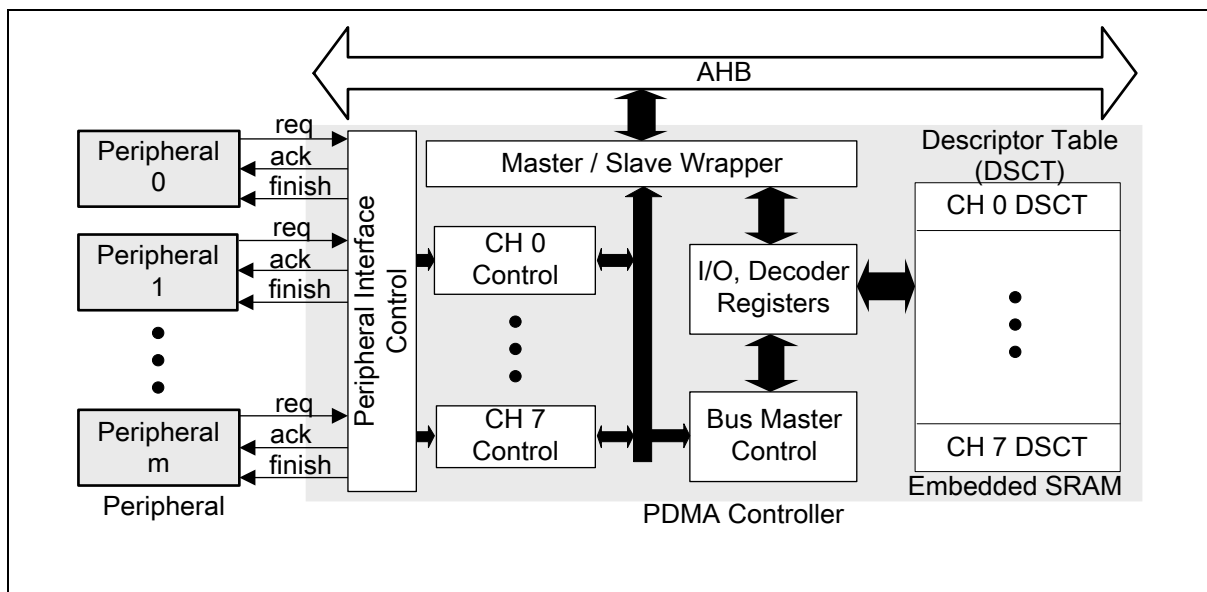 AHB
Peripheral
0
req
ack
finish
Peripheral
1
req
ack
finish
Peripheral
m
req
ack
finish
Peripheral
Peripheral Interface
Control
Master / Slave Wrapper
CH 0
Control
CH 7
Control
I/O, Decoder
Registers
Bus Master
Control
Descriptor Table
(DSCT)
CH 0 DSCT
CH 7 DSCT
Embedded SRAM
PDMA Controller